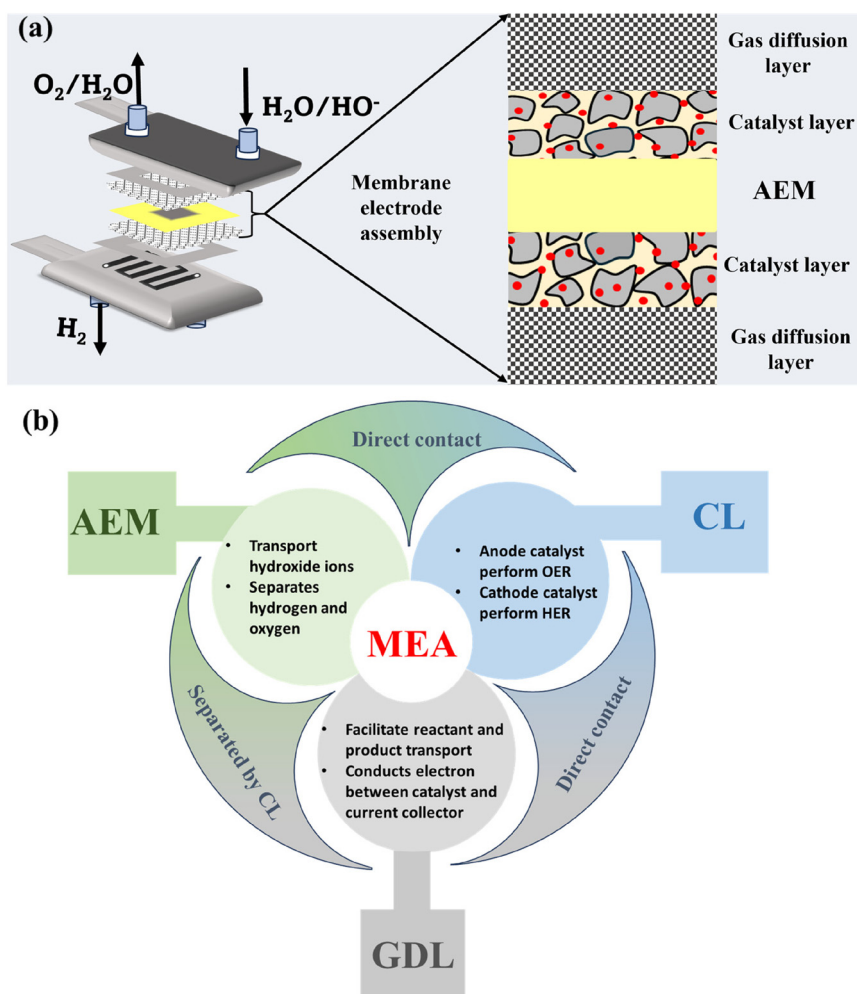 (a)
O₂/H₂O
H₂O/HO⁻
Membrane
electrode
assembly
H₂
Gas diffusion
layer
Catalyst layer
AEM
Catalyst layer
Gas diffusion
layer
(b)
Direct contact
AEM
CL
• Transport
hydroxide ions
• Separates
hydrogen and
oxygen
• Anode catalyst
perform OER
• Cathode catalyst
perform HER
MEA
Separated by CL
Direct contact
• Facilitate reactant and
product transport
• Conducts electron
between catalyst and
current collector
GDL